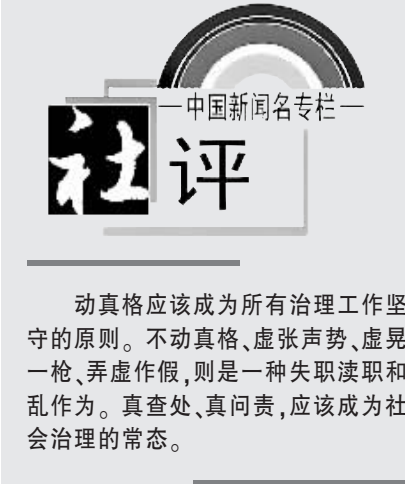 一中国新闻名专栏一
社评
动真格应该成为所有治理工作坚
守的原则。不动真格、虚张声势、虚晃
一枪、弄虚作假,则是一种失职渎职和
乱作为。真查处、真问责,应该成为社
会治理的常态。